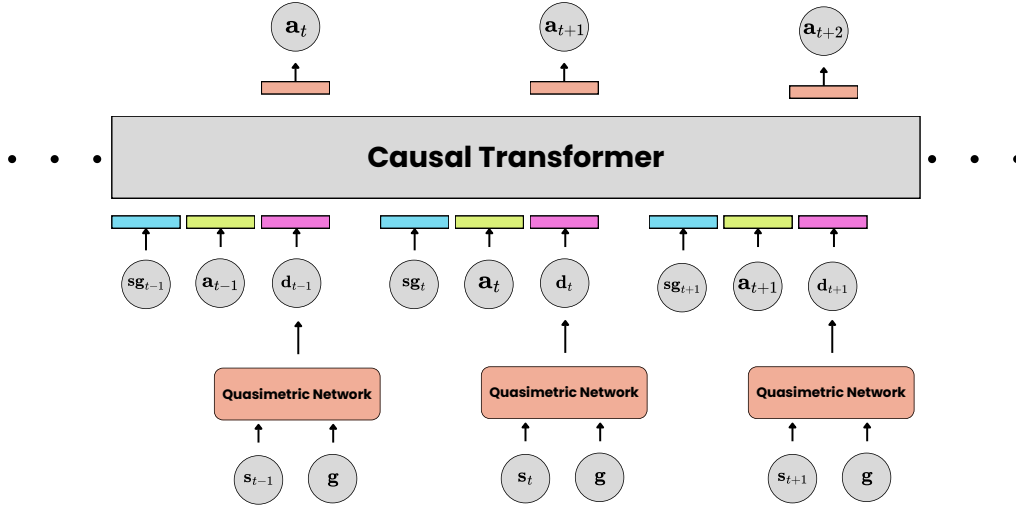 a_t a_{t+1} a_{t+2}
Causal Transformer
sg_{t−1} a_{t−1} d_{t−1} sg_t a_t d_t sg_{t+1} a_{t+1} d_{t+1}
Quasimetric Network Quasimetric Network Quasimetric Network
s_{t−1} g s_t g s_{t+1} g